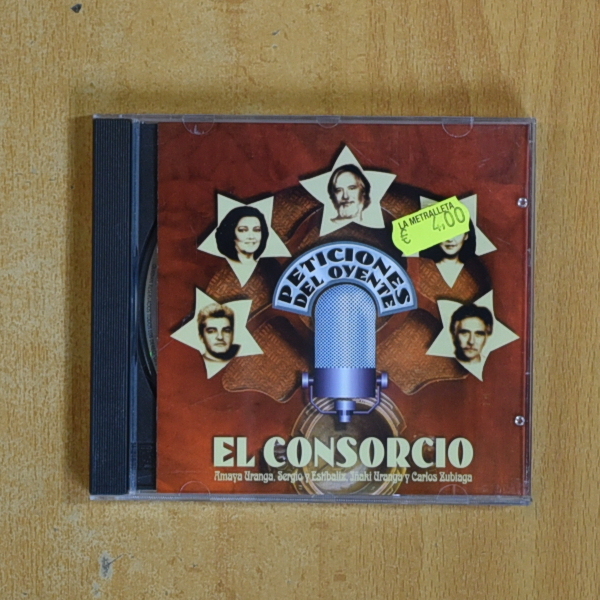 LA METRALLETA
€ 4,00
PETICIONES
DEL OYENTE
EL CONSORCIO
Amaya Uranga, Sergio y Estíbaliz, Iñaki Uranga y Carlos Zubiaga